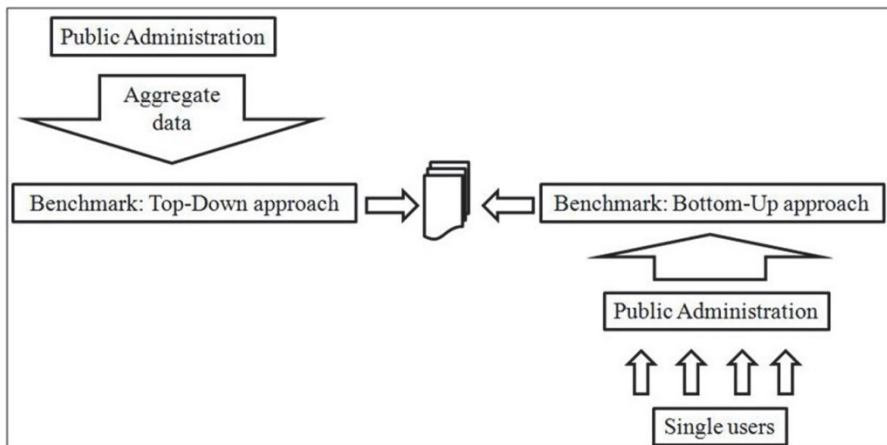 Public Administration
Aggregate
data
Benchmark: Top-Down approach
Benchmark: Bottom-Up approach
Public Administration
Single users